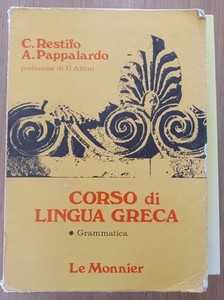 C. Restifo
A. Pappalardo
prefazione di U. Albini
CORSO di
LINGUA GRECA
• Grammatica
Le Monnier